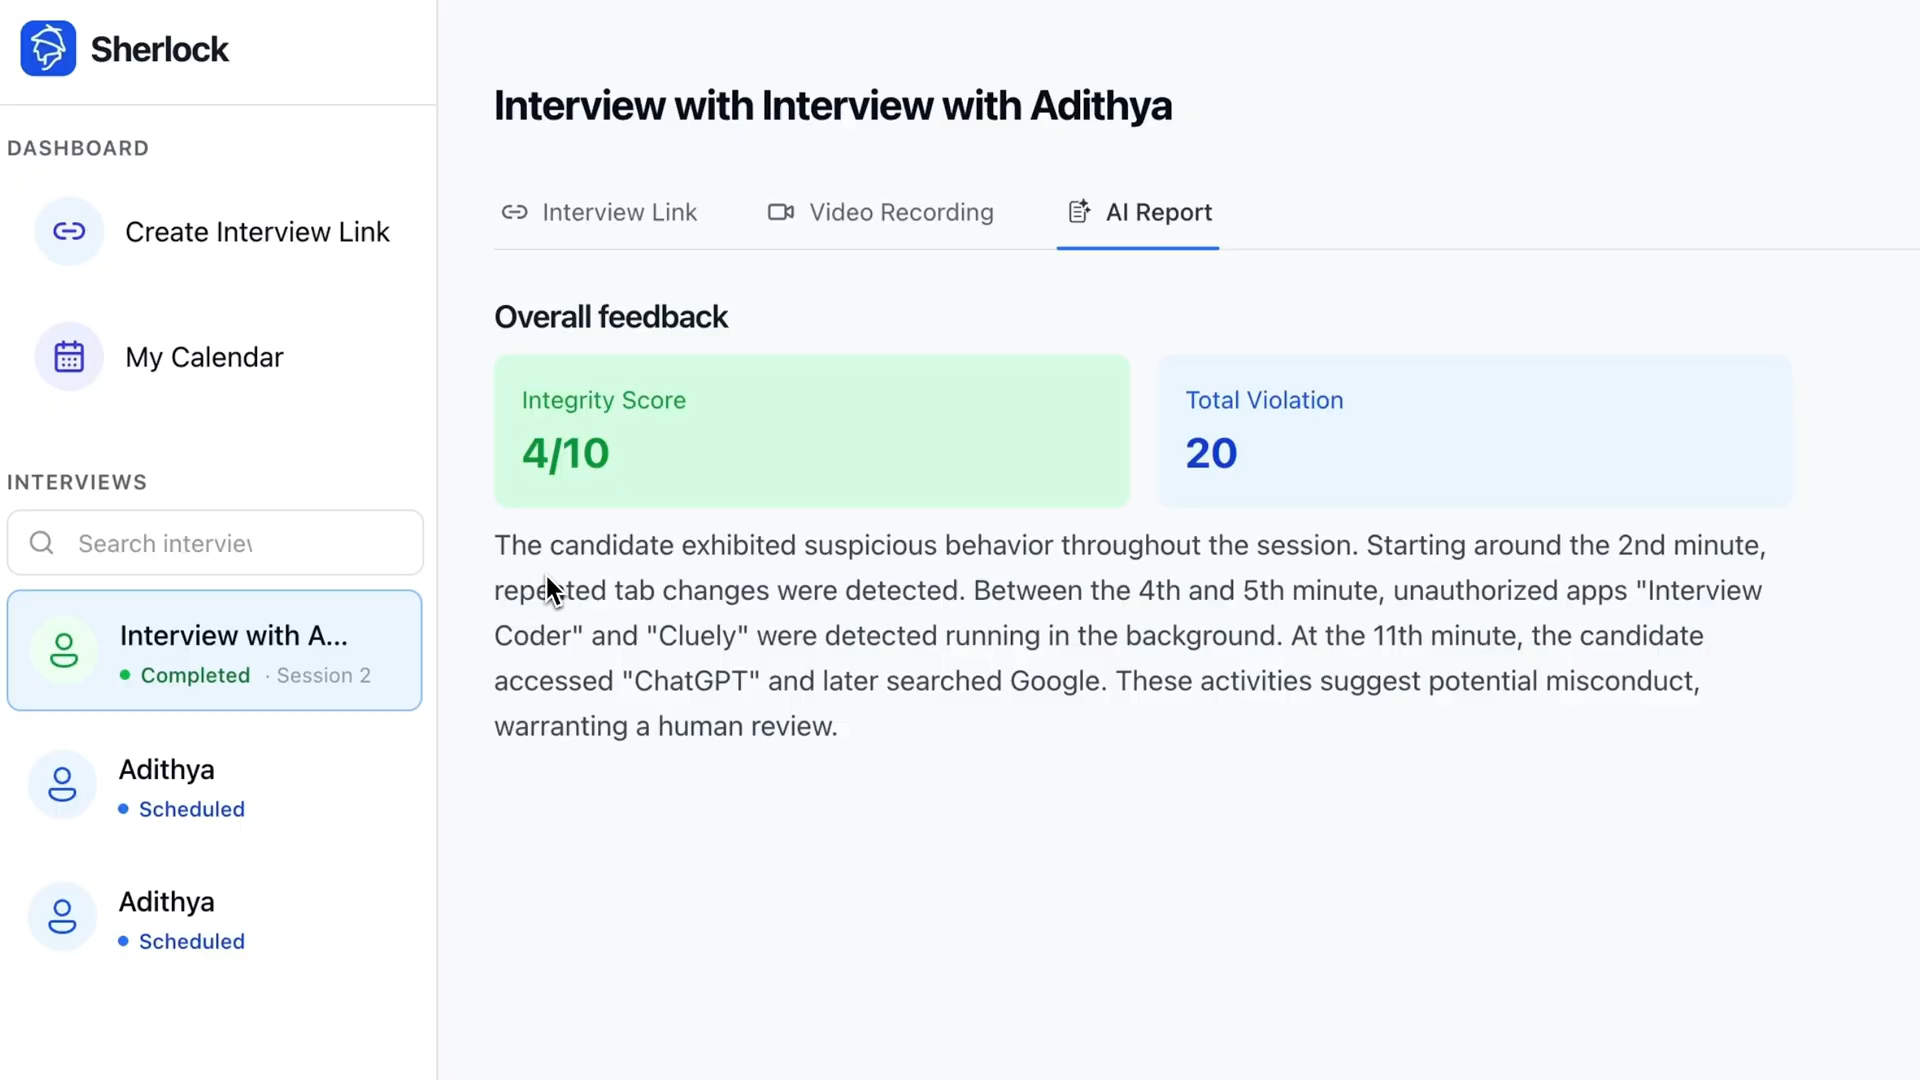 Sherlock
DASHBOARD
Create Interview Link
My Calendar
INTERVIEWS
Search interview
Interview with A...
Completed · Session 2
Adithya
Scheduled
Adithya
Scheduled
Interview with Interview with Adithya
Interview Link
Video Recording
AI Report
Overall feedback
Integrity Score
4/10
Total Violation
20
The candidate exhibited suspicious behavior throughout the session. Starting around the 2nd minute,
repeated tab changes were detected. Between the 4th and 5th minute, unauthorized apps "Interview
Coder" and "Cluely" were detected running in the background. At the 11th minute, the candidate
accessed "ChatGPT" and later searched Google. These activities suggest potential misconduct,
warranting a human review.